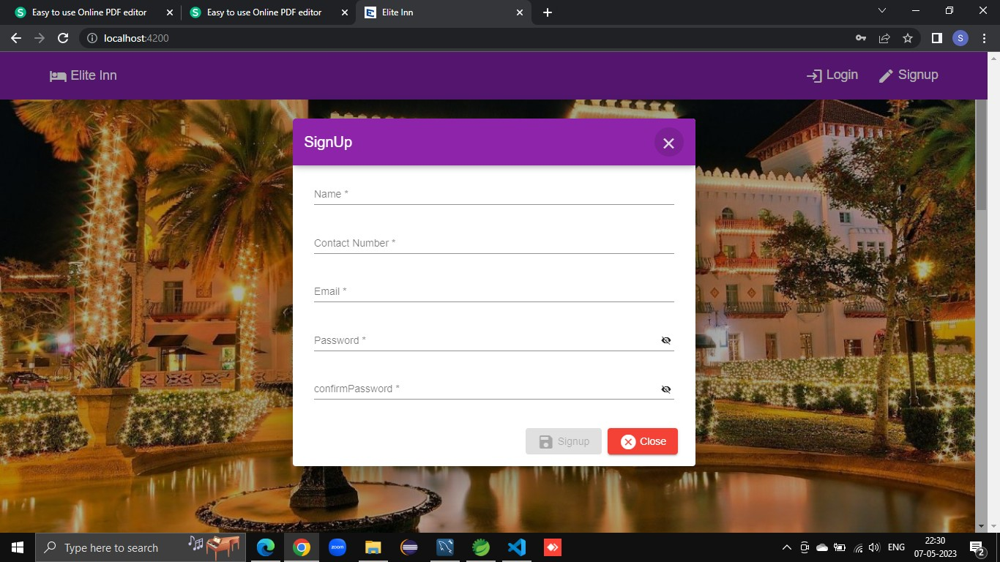 Easy to use Online PDF editor
Easy to use Online PDF editor
Elite Inn
localhost:4200
S
Elite Inn
Login
Signup
SignUp
Name *
Contact Number *
Email *
Password *
confirmPassword *
Signup
Close
Type here to search
zoom
ENG
22:30
07-05-2023
2